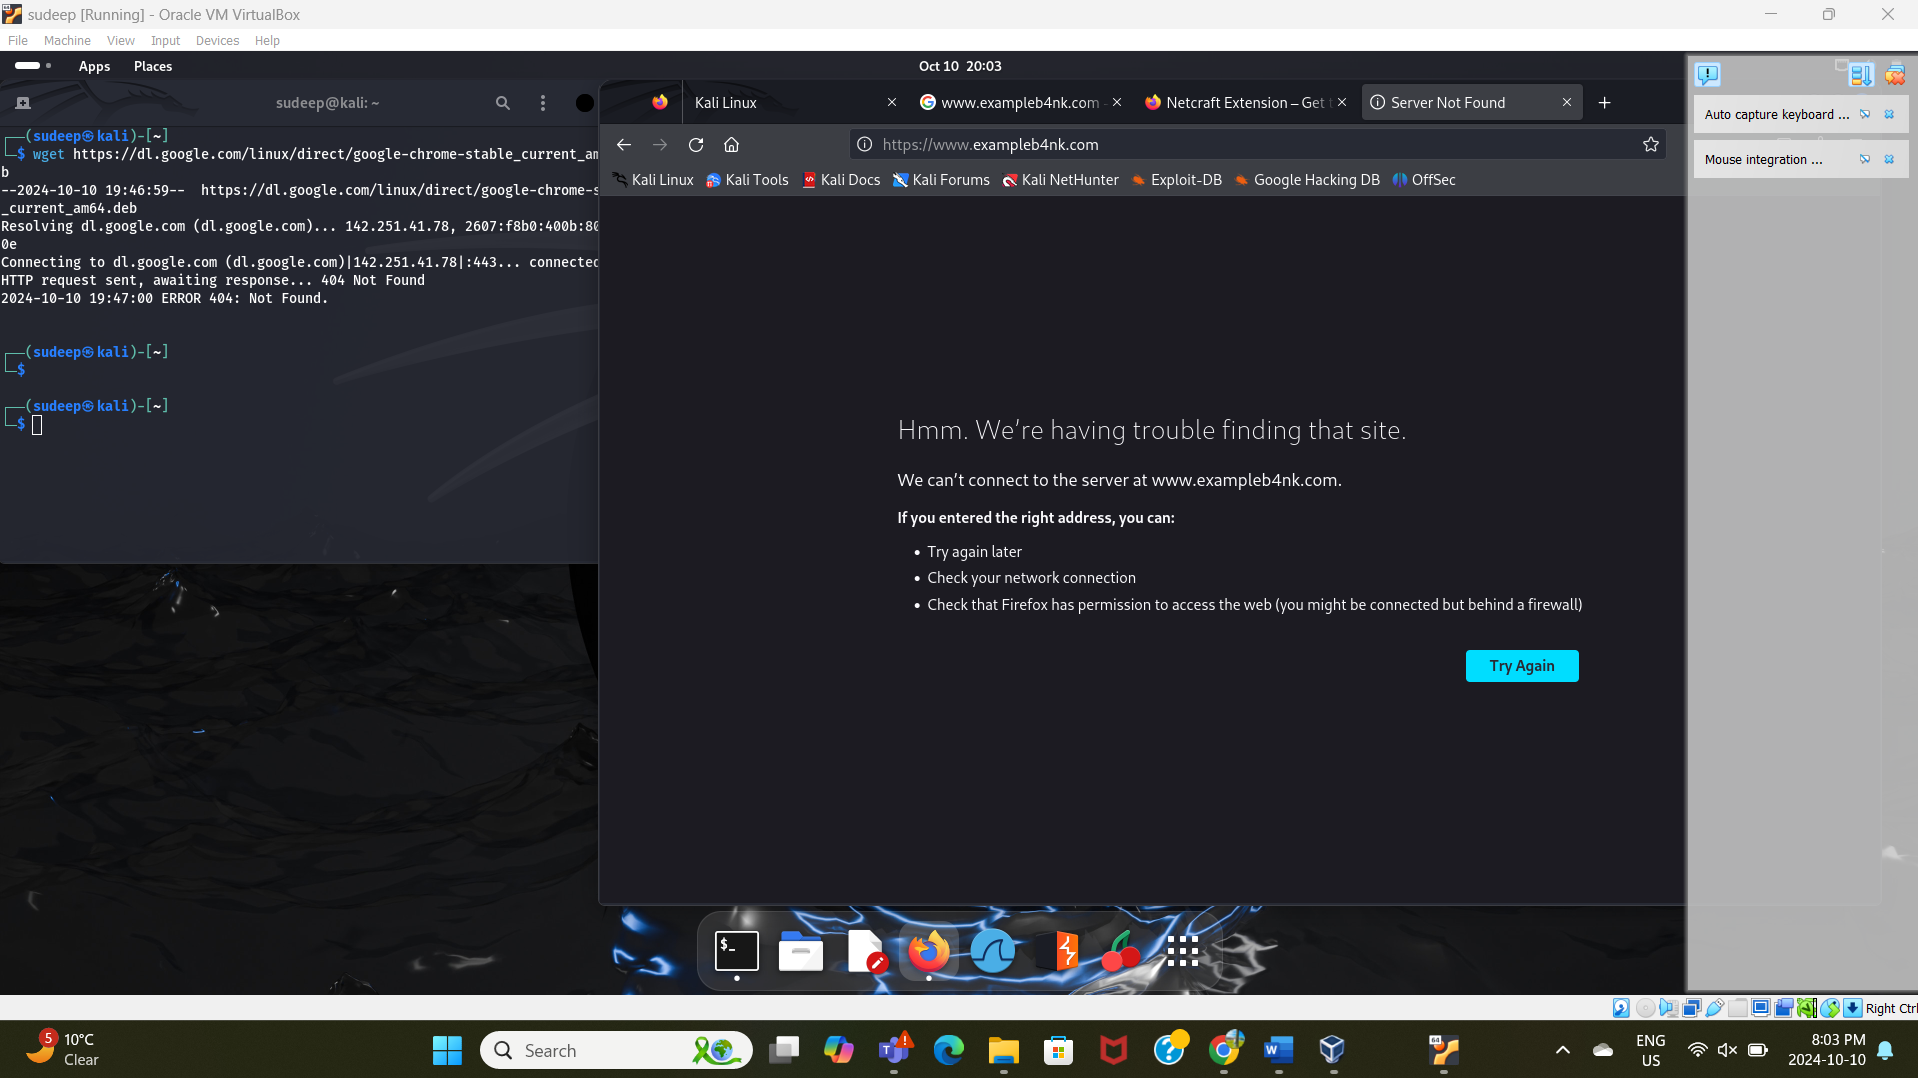 sudeep [Running] - Oracle VM VirtualBox
File Machine View Input Devices Help
Apps Places
Oct 10 20:03
sudeep@kali: ~
(sudeep㉿kali)-[~]
$ wget https://dl.google.com/linux/direct/google-chrome-stable_current_am
b
--2024-10-10 19:46:59-- https://dl.google.com/linux/direct/google-chrome-s
_current_am64.deb
Resolving dl.google.com (dl.google.com)... 142.251.41.78, 2607:f8b0:400b:80
0e
Connecting to dl.google.com (dl.google.com)|142.251.41.78|:443... connected
HTTP request sent, awaiting response... 404 Not Found
2024-10-10 19:47:00 ERROR 404: Not Found.
(sudeep㉿kali)-[~]
$
(sudeep㉿kali)-[~]
$
Kali Linux
www.exampleb4nk.com -
Netcraft Extension – Get t
Server Not Found
https://www.exampleb4nk.com
Kali Linux Kali Tools Kali Docs Kali Forums Kali NetHunter Exploit-DB Google Hacking DB OffSec
Hmm. We're having trouble finding that site.
We can't connect to the server at www.exampleb4nk.com.
If you entered the right address, you can:
• Try again later
• Check your network connection
• Check that Firefox has permission to access the web (you might be connected but behind a firewall)
Try Again
Auto capture keyboard ...
Mouse integration ...
$_
Right Ctrl
5
10°C
Clear
Search
64
ENG
US
8:03 PM
2024-10-10